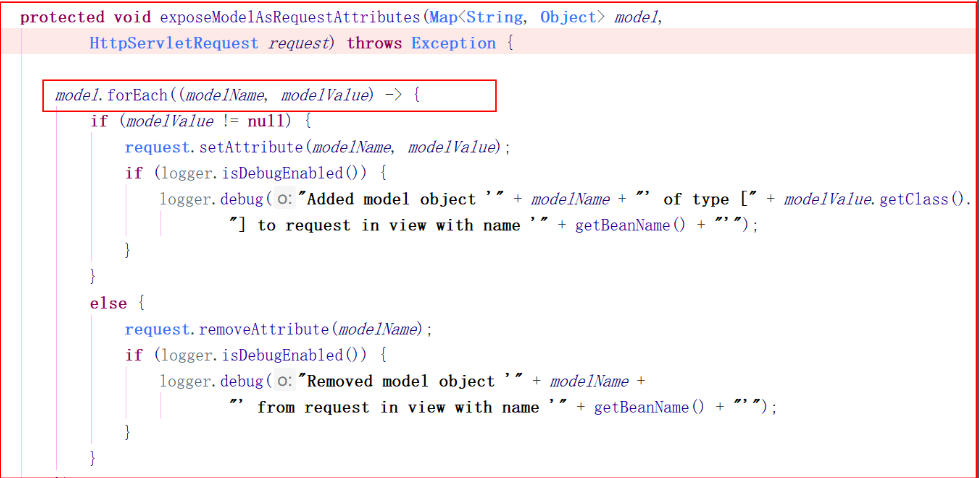 protected void exposeModelAsRequestAttributes(Map<String, Object> model,
        HttpServletRequest request) throws Exception {
    model.forEach((modelName, modelValue) -> {
        if (modelValue != null) {
            request.setAttribute(modelName, modelValue);
            if (logger.isDebugEnabled()) {
                logger.debug( o: "Added model object '" + modelName + "' of type [" + modelValue.getClass().
                        "] to request in view with name '" + getBeanName() + "'");
            }
        }
        else {
            request.removeAttribute(modelName);
            if (logger.isDebugEnabled()) {
                logger.debug( o: "Removed model object '" + modelName +
                        "' from request in view with name '" + getBeanName() + "'");
            }
        }